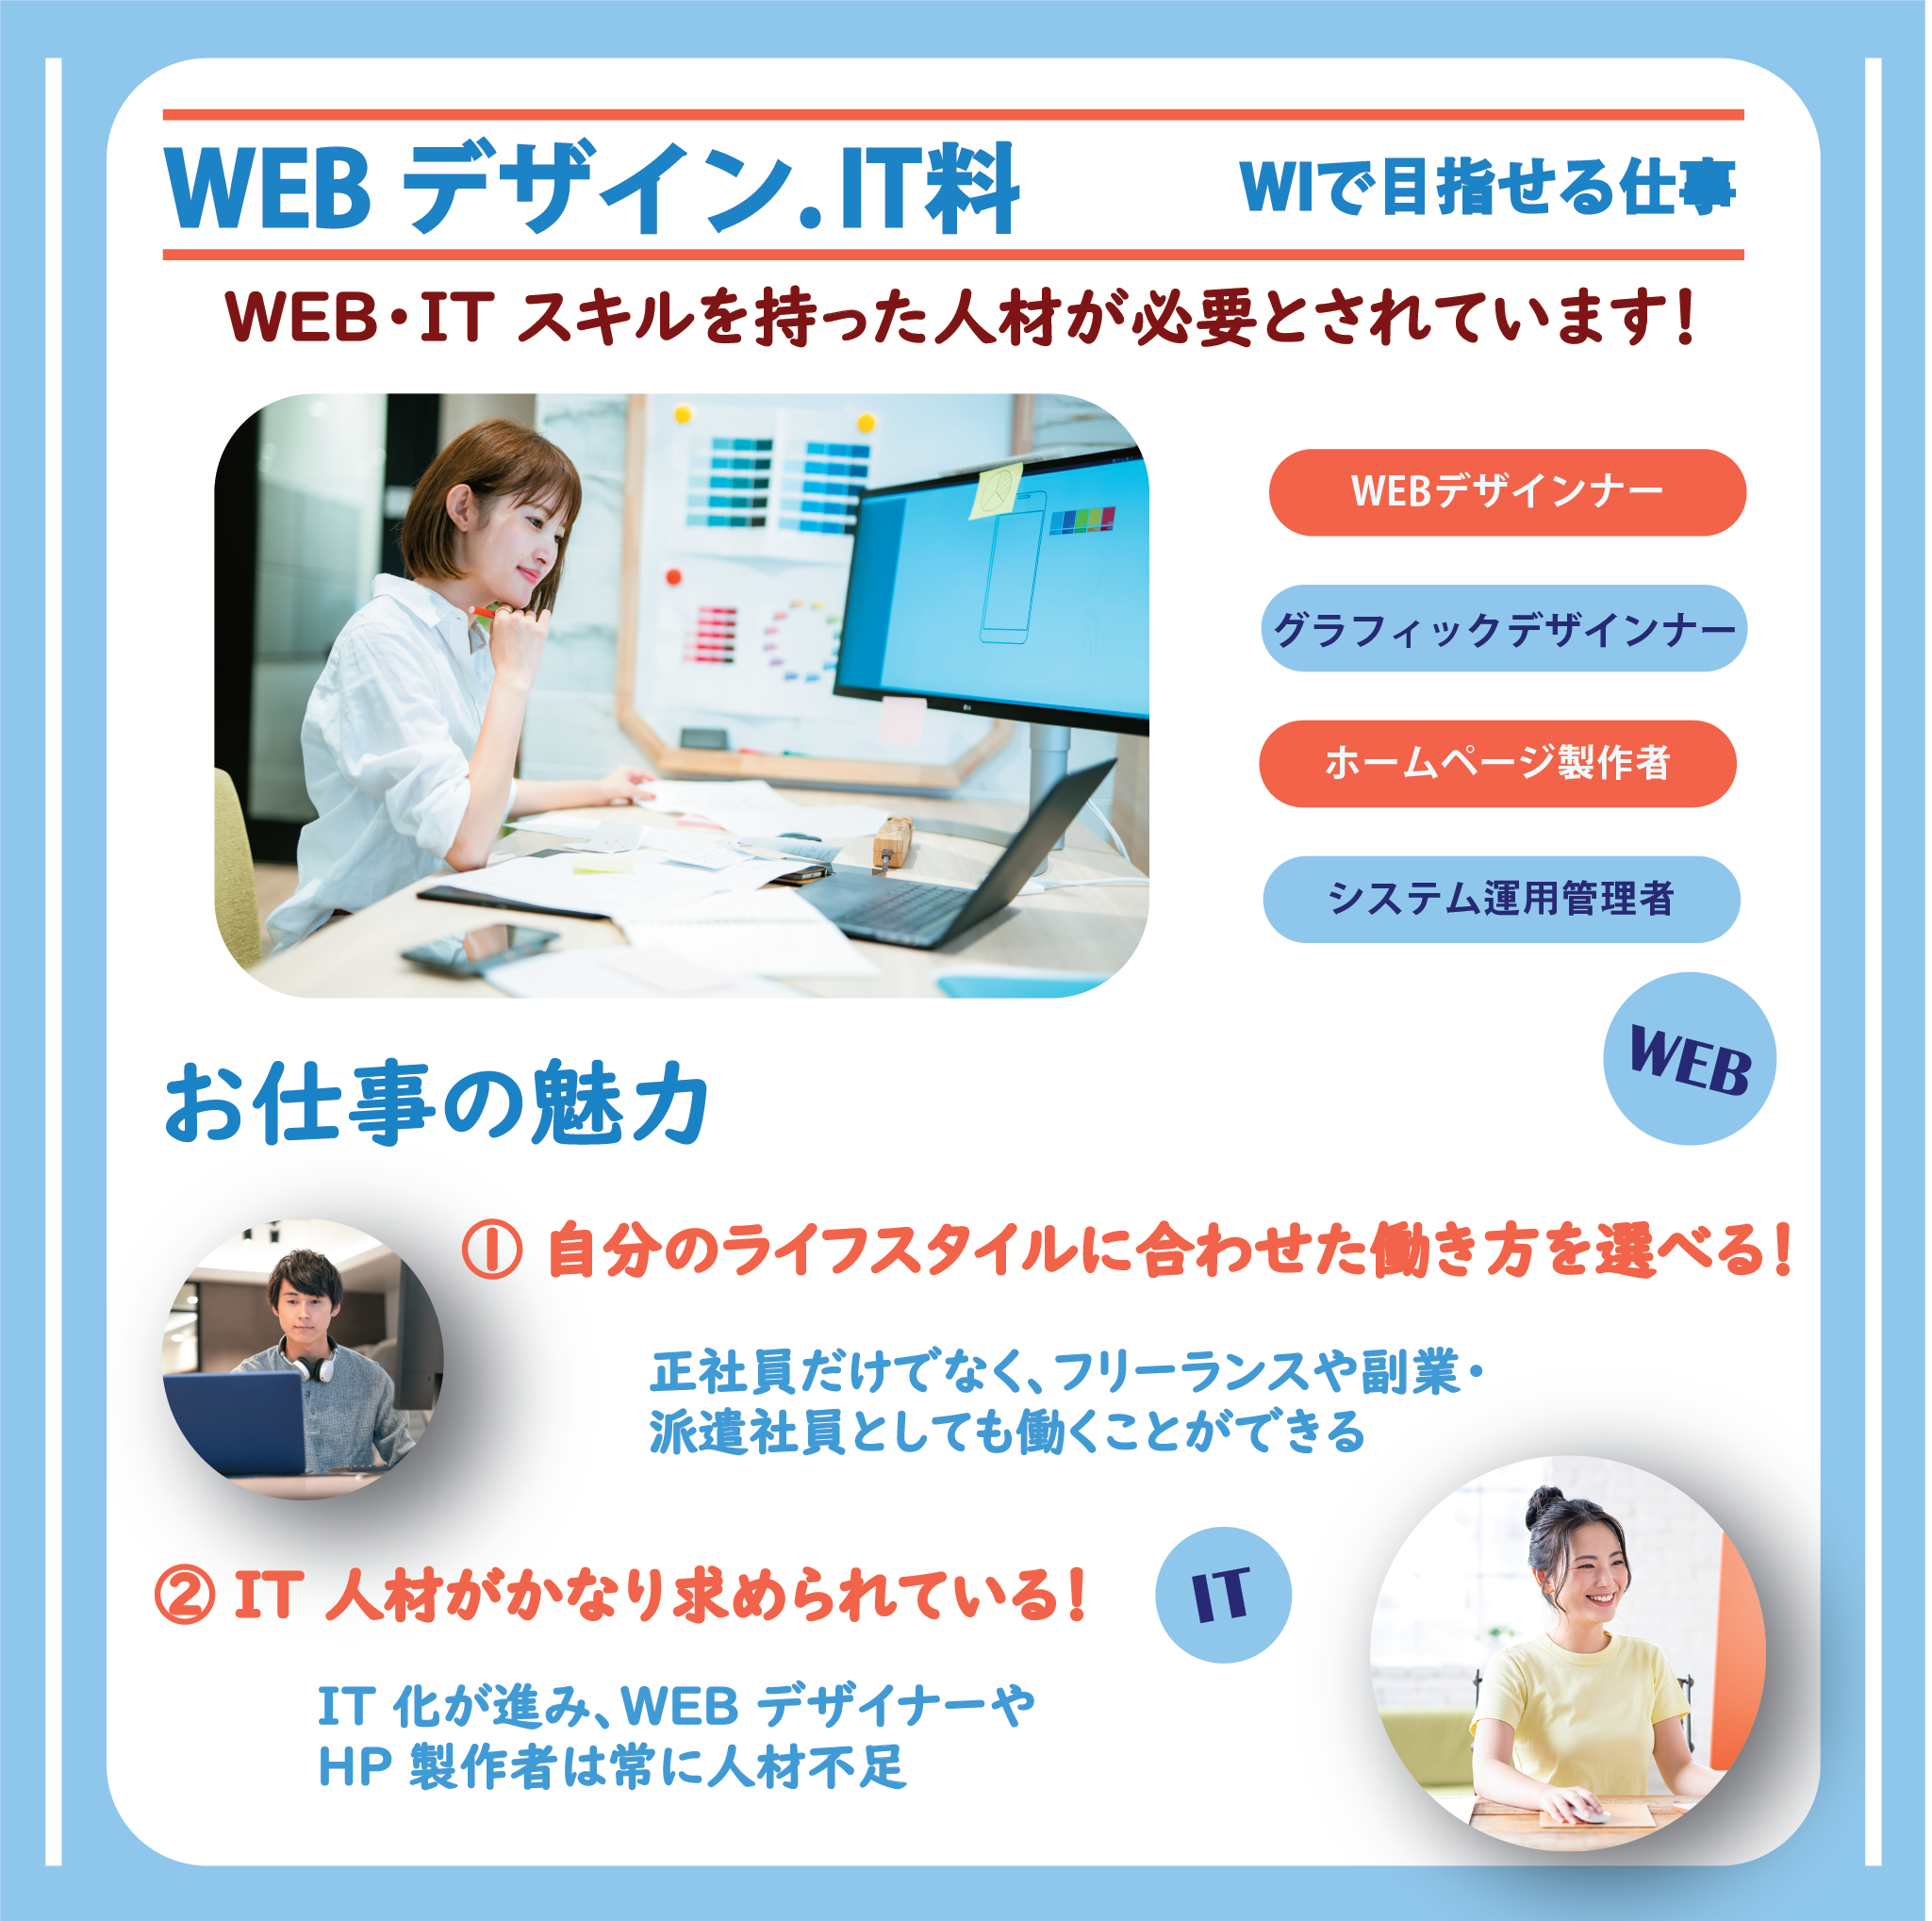 WEB デザイン.IT料
WIで目指せる仕事
WEB・IT スキルを持った人材が必要とされています!
WEBデザインナー
グラフィックデザインナー
ホームページ製作者
システム運用管理者
WEB
お仕事の魅力
① 自分のライフスタイルに合わせた働き方を選べる!
正社員だけでなく、フリーランスや副業・
派遣社員としても働くことができる
② IT 人材がかなり求められている!
IT
IT 化が進み、WEB デザイナーや
HP 製作者は常に人材不足